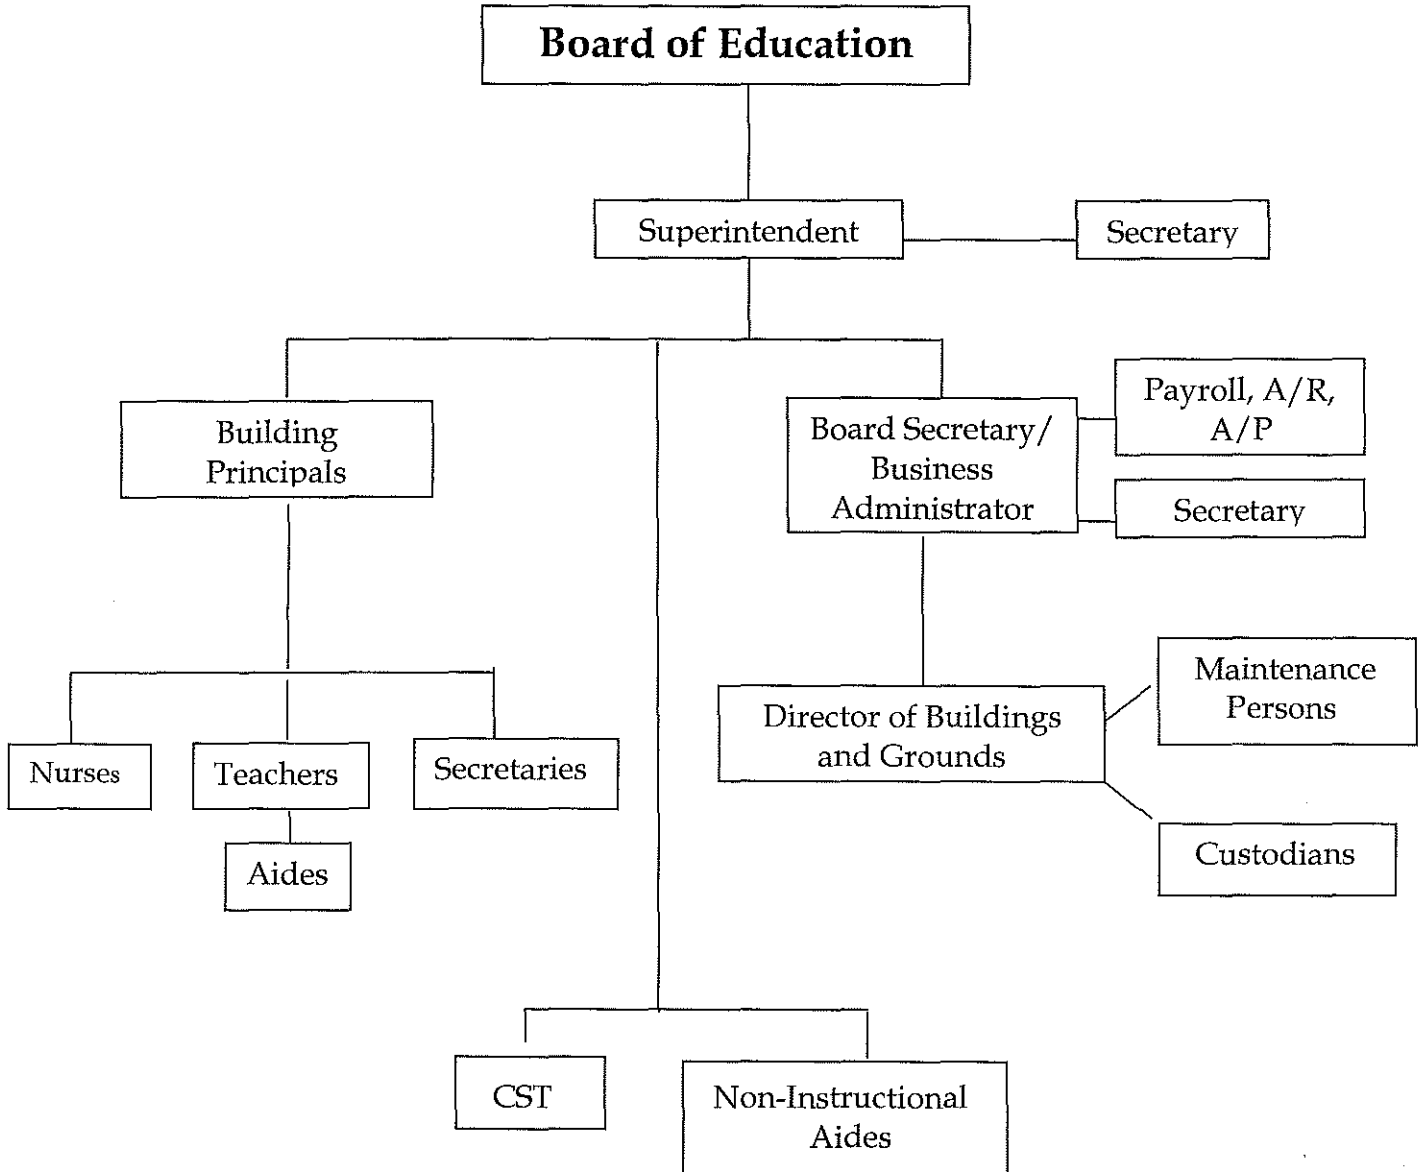 Board of Education
Superintendent
Secretary
Building
Principals
Board Secretary/
Business
Administrator
Payroll, A/R,
A/P
Secretary
Nurses
Teachers
Secretaries
Aides
Director of Buildings
and Grounds
Maintenance
Persons
Custodians
CST
Non-Instructional
Aides